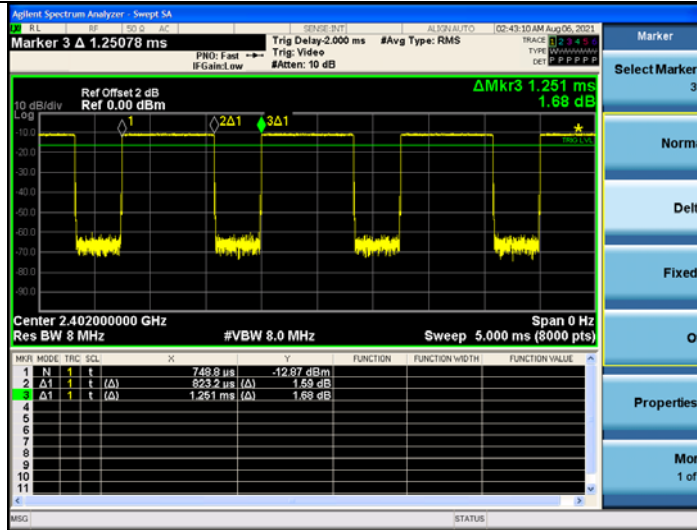 Agilent Spectrum Analyzer - Swept SA
RL RF 50 Ω AC SENSE:INT ALIGN AUTO 02:43:10 AM Aug 06, 2021
Marker 3 Δ 1.25078 ms
PNO: Fast
IFGain:Low
Trig Delay-2.000 ms
Trig: Video
#Atten: 10 dB
#Avg Type: RMS
TRACE 1 2 3 4 5 6
TYPE
DET P P P P P P
ΔMkr3 1.251 ms
1.68 dB
Ref Offset 2 dB
10 dB/div Ref 0.00 dBm
Log
1 2Δ1 3Δ1
-10.0
TRIG LVL
-20.0
-30.0
-40.0
-50.0
-60.0
-70.0
-80.0
-90.0
Center 2.402000000 GHz Span 0 Hz
Res BW 8 MHz #VBW 8.0 MHz Sweep 5.000 ms (8000 pts)
MKR MODE TRC SCL X Y FUNCTION FUNCTION WIDTH FUNCTION VALUE
1 N 1 t 748.8 µs -12.87 dBm
2 Δ1 1 t (Δ) 823.2 µs (Δ) 1.59 dB
3 Δ1 1 t (Δ) 1.251 ms (Δ) 1.68 dB
4
5
6
7
8
9
10
11
MSG STATUS
Marker
Select Marker
3
Norma
Delt
Fixed
O
Properties
Mor
1 of